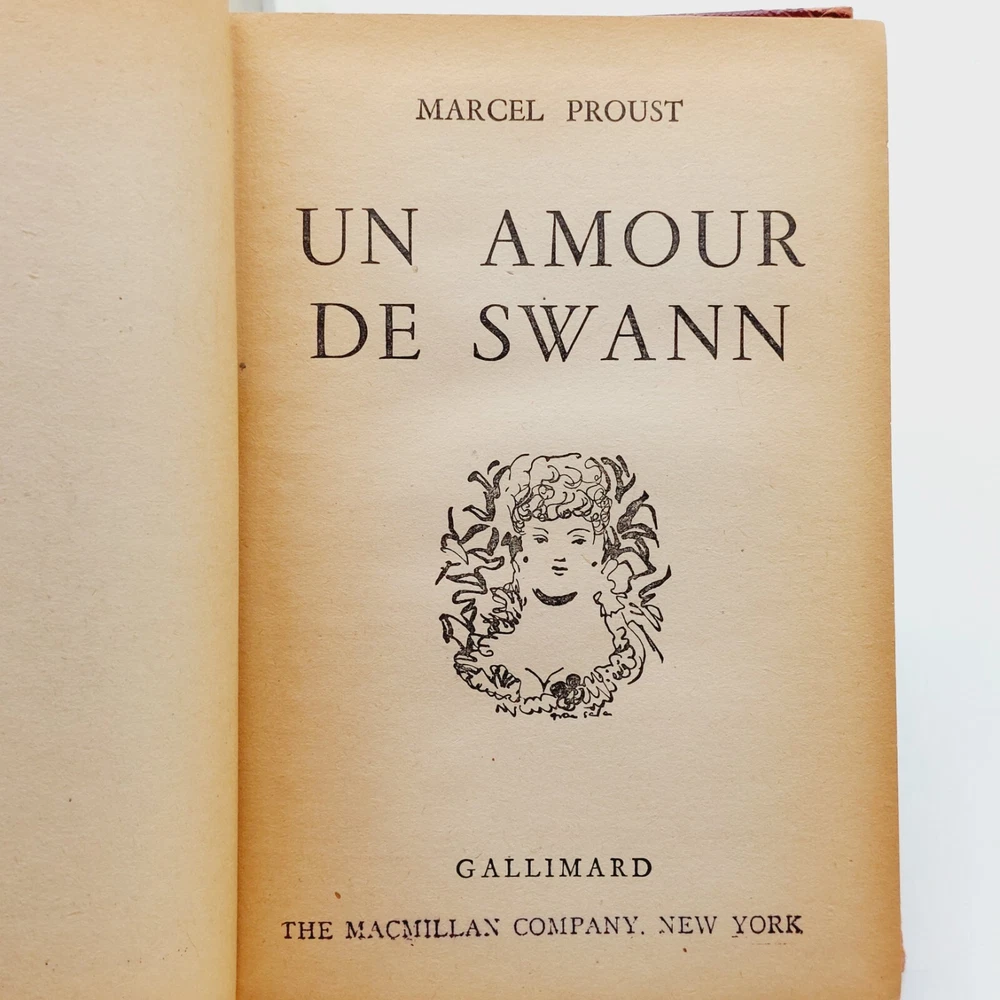 MARCEL PROUST
UN AMOUR
DE SWANN
GALLIMARD
THE MACMILLAN COMPANY. NEW YORK